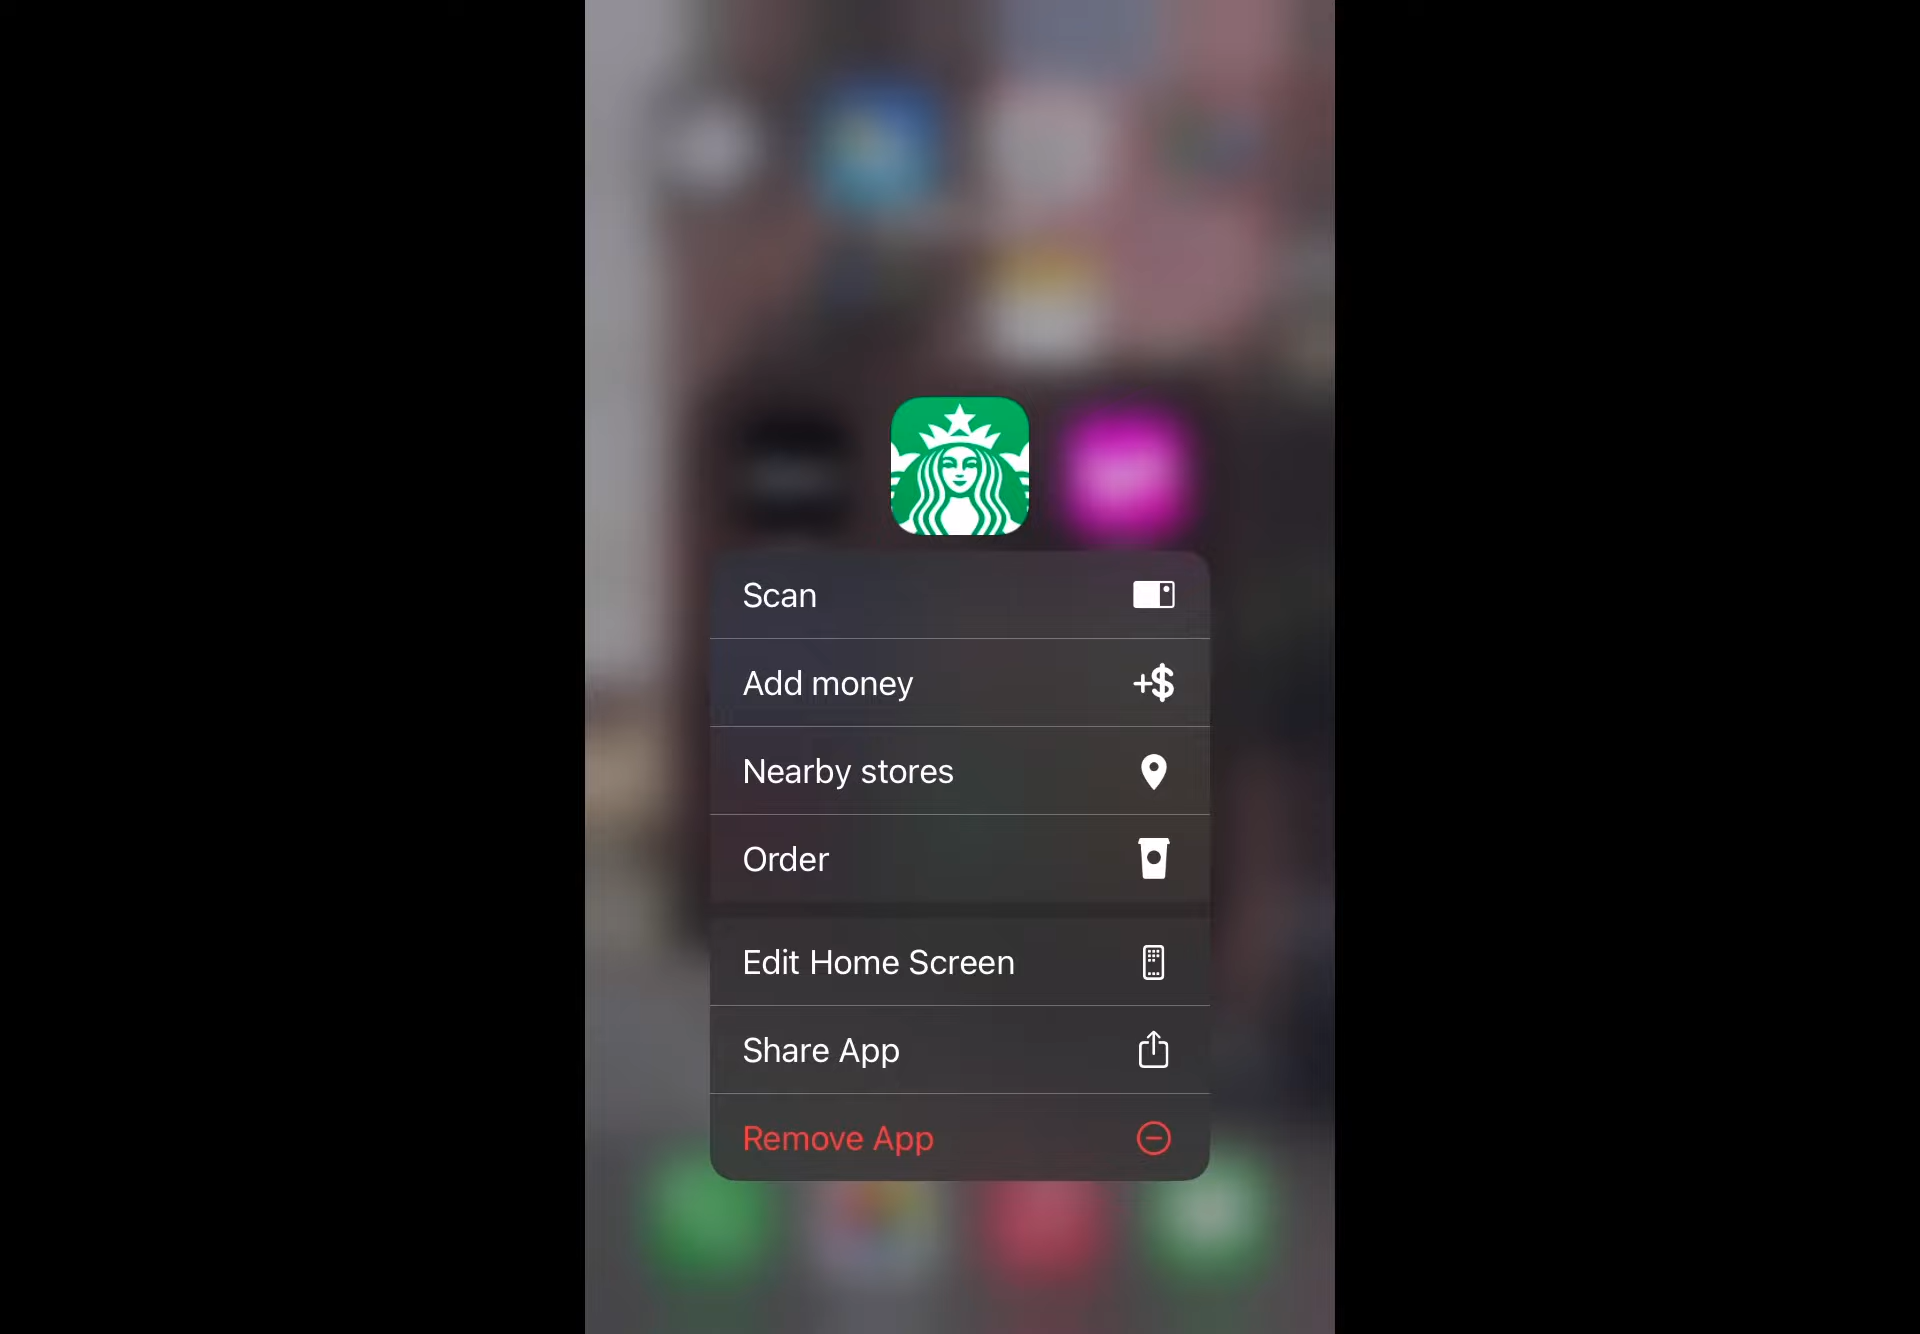 Scan
Add money
Nearby stores
Order
Edit Home Screen
Share App
Remove App